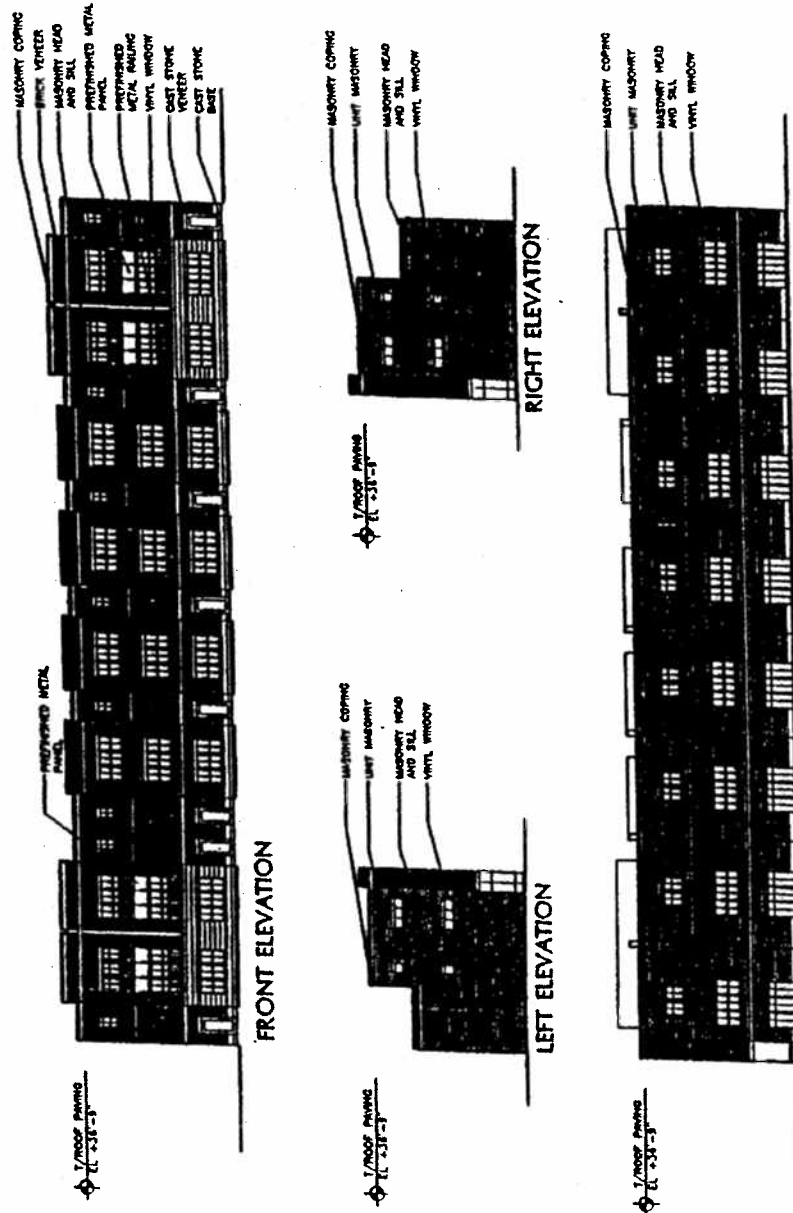 PREFINISHED METAL
PANEL
MASONRY COPING
BRICK VENEER
MASONRY HEAD
AND SILL
PREFINISHED METAL
PANEL
PREFINISHED
METAL RAILING
VINYL WINDOW
CAST STONE
VENEER
CAST STONE
BASE
T/ROOF PAVING
FRONT ELEVATION
MASONRY COPING
UNIT MASONRY
MASONRY HEAD
AND SILL
VINYL WINDOW
T/ROOF PAVING
LEFT ELEVATION
MASONRY COPING
UNIT MASONRY
MASONRY HEAD
AND SILL
VINYL WINDOW
T/ROOF PAVING
RIGHT ELEVATION
MASONRY COPING
UNIT MASONRY
MASONRY HEAD
AND SILL
VINYL WINDOW
T/ROOF PAVING